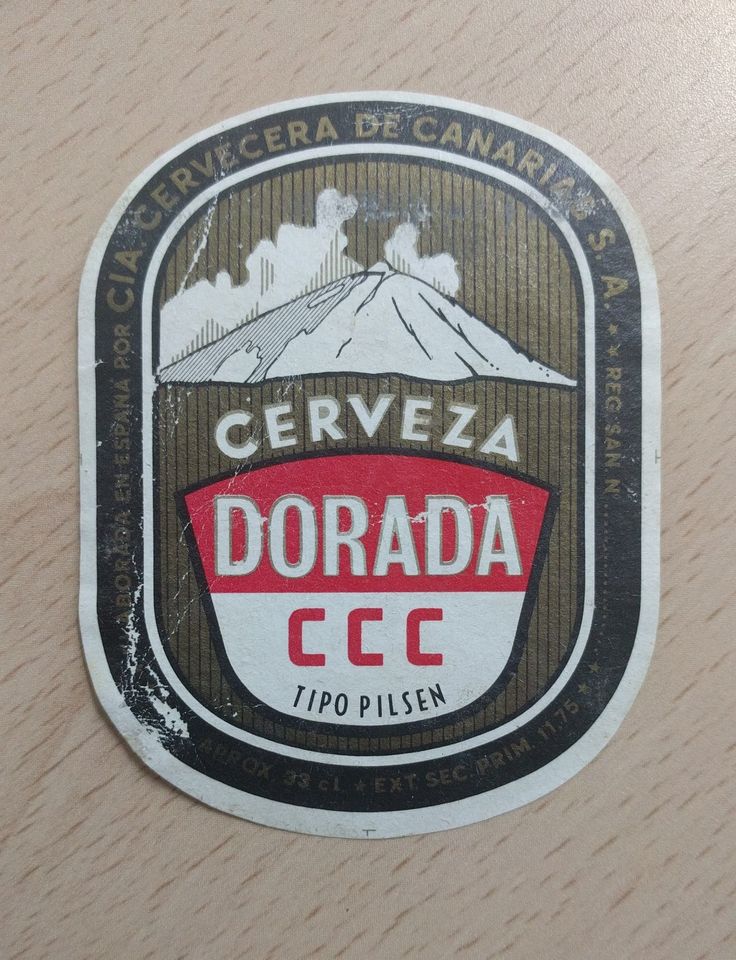 CIA. CERVECERA DE CANARIAS S. A. ★ ★ REG. SAN. N
ABORADA EN ESPAÑA POR
CERVEZA
DORADA
CCC
TIPO PILSEN
APROX. 33 cl. ★ EXT. SEC. PRIM. 11,75 ★ ★